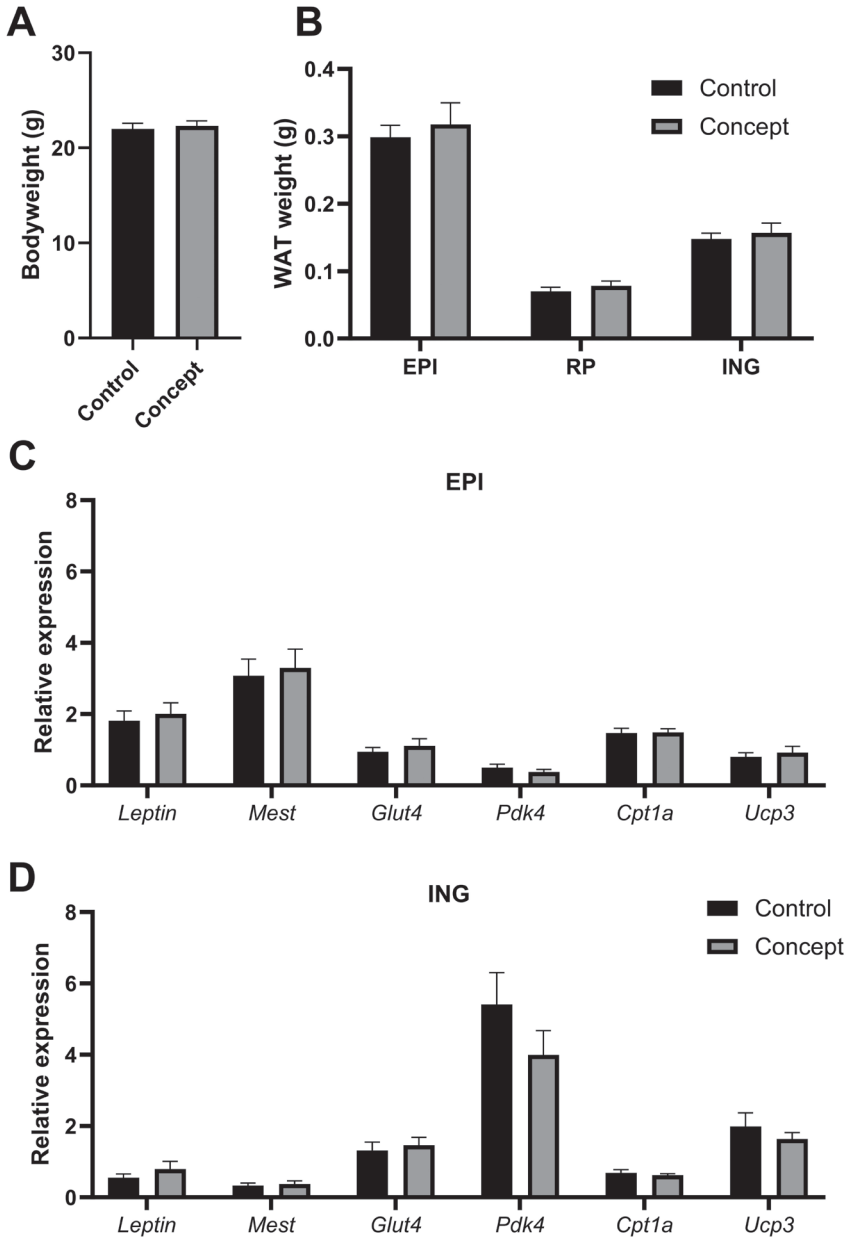 A
B
30
20
10
0
Bodyweight (g)
Control
Concept
0.4
0.3
0.2
0.1
0.0
WAT weight (g)
EPI RP ING
Control
Concept
C
EPI
8
6
4
2
0
Relative expression
Leptin Mest Glut4 Pdk4 Cpt1a Ucp3
D
ING
8
6
4
2
0
Relative expression
Control
Concept
Leptin Mest Glut4 Pdk4 Cpt1a Ucp3